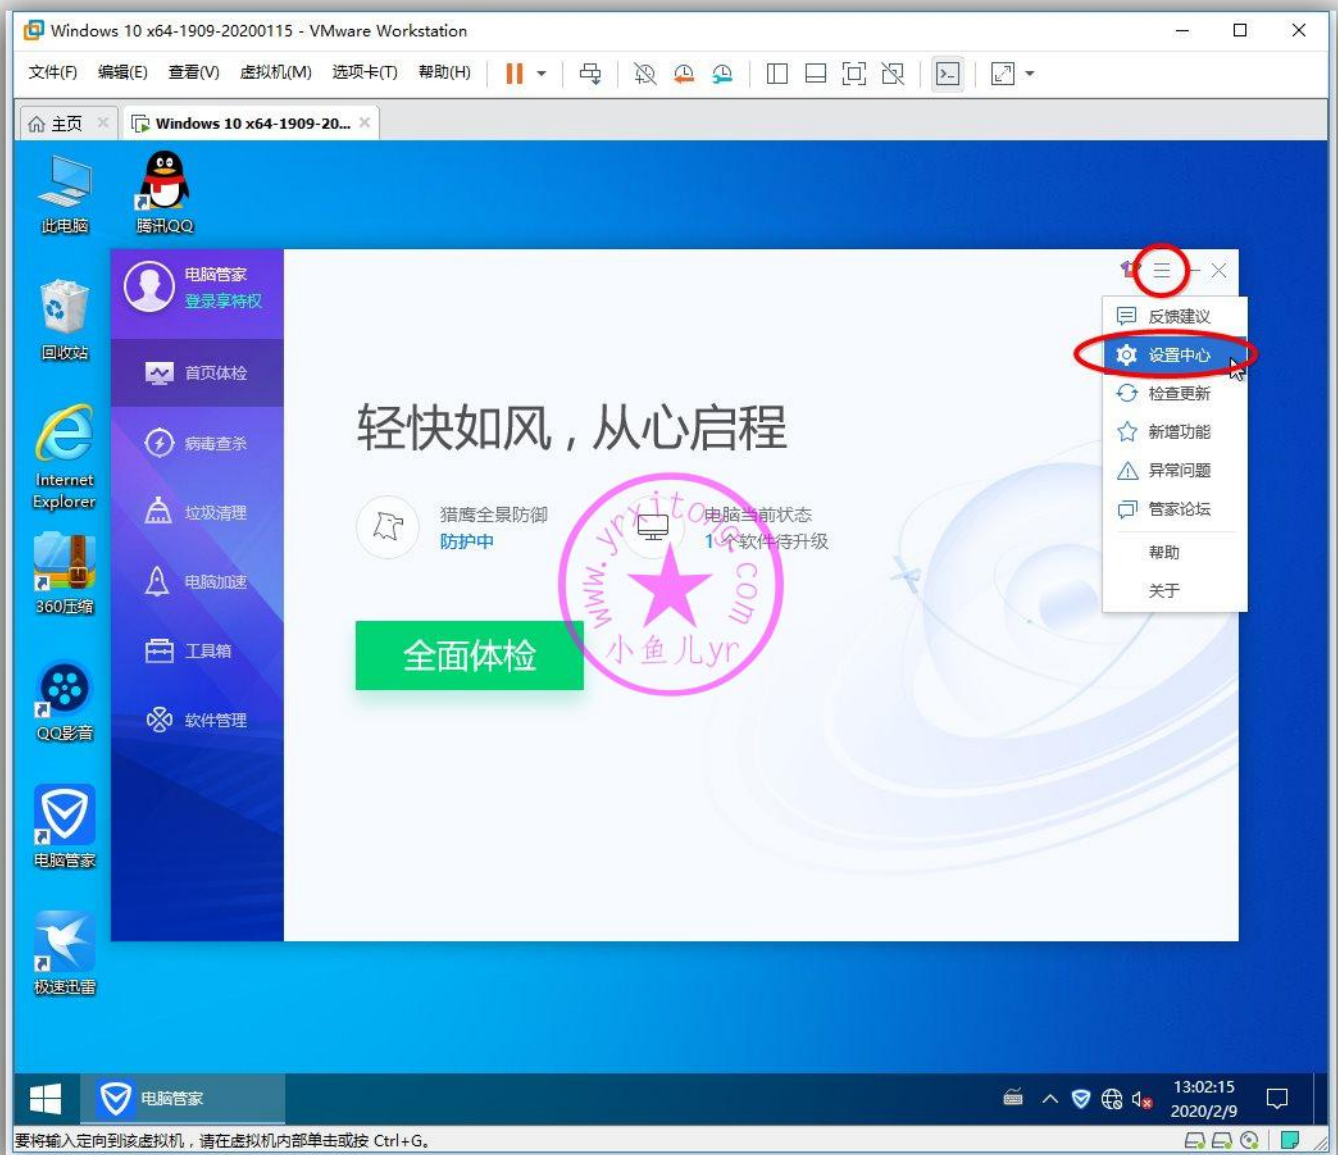 Windows 10 x64-1909-20200115 - VMware Workstation
文件(F) 编辑(E) 查看(V) 虚拟机(M) 选项卡(T) 帮助(H)
主页 Windows 10 x64-1909-20...
此电脑
腾讯QQ
回收站
Internet
Explorer
360压缩
QQ影音
电脑管家
极速迅雷
电脑管家
登录享特权
首页体检
病毒查杀
垃圾清理
电脑加速
工具箱
软件管理
轻快如风，从心启程
猎鹰全景防御
防护中
电脑当前状态
1 个软件待升级
全面体检
www.yrxitong.com
小鱼儿yr
反馈建议
设置中心
检查更新
新增功能
异常问题
管家论坛
帮助
关于
电脑管家
13:02:15
2020/2/9
要将输入定向到该虚拟机，请在虚拟机内部单击或按 Ctrl+G。